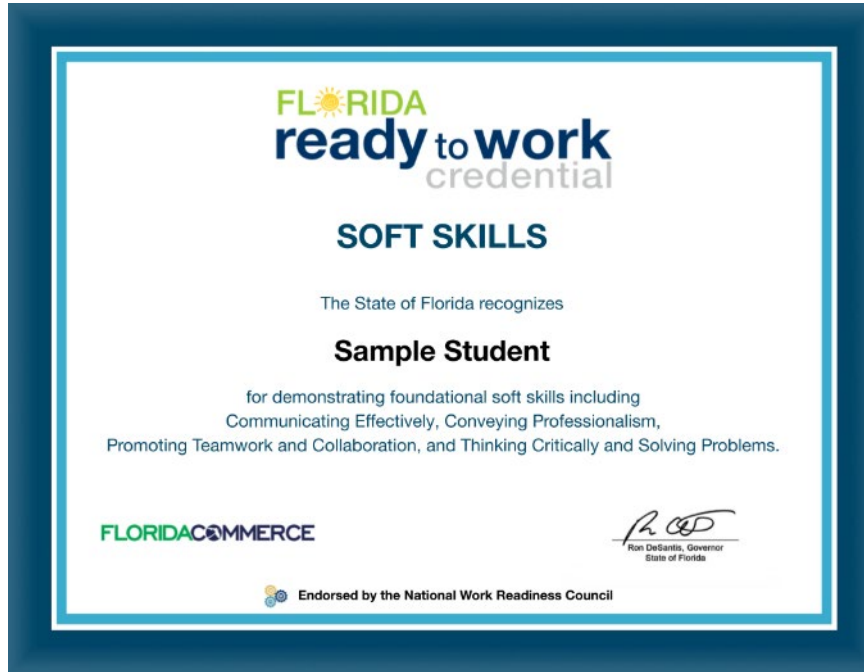 FLORIDA
ready to work
credential
SOFT SKILLS
The State of Florida recognizes
Sample Student
for demonstrating foundational soft skills including
Communicating Effectively, Conveying Professionalism,
Promoting Teamwork and Collaboration, and Thinking Critically and Solving Problems.
FLORIDACOMMERCE
Ron DeSantis, Governor
State of Florida
Endorsed by the National Work Readiness Council